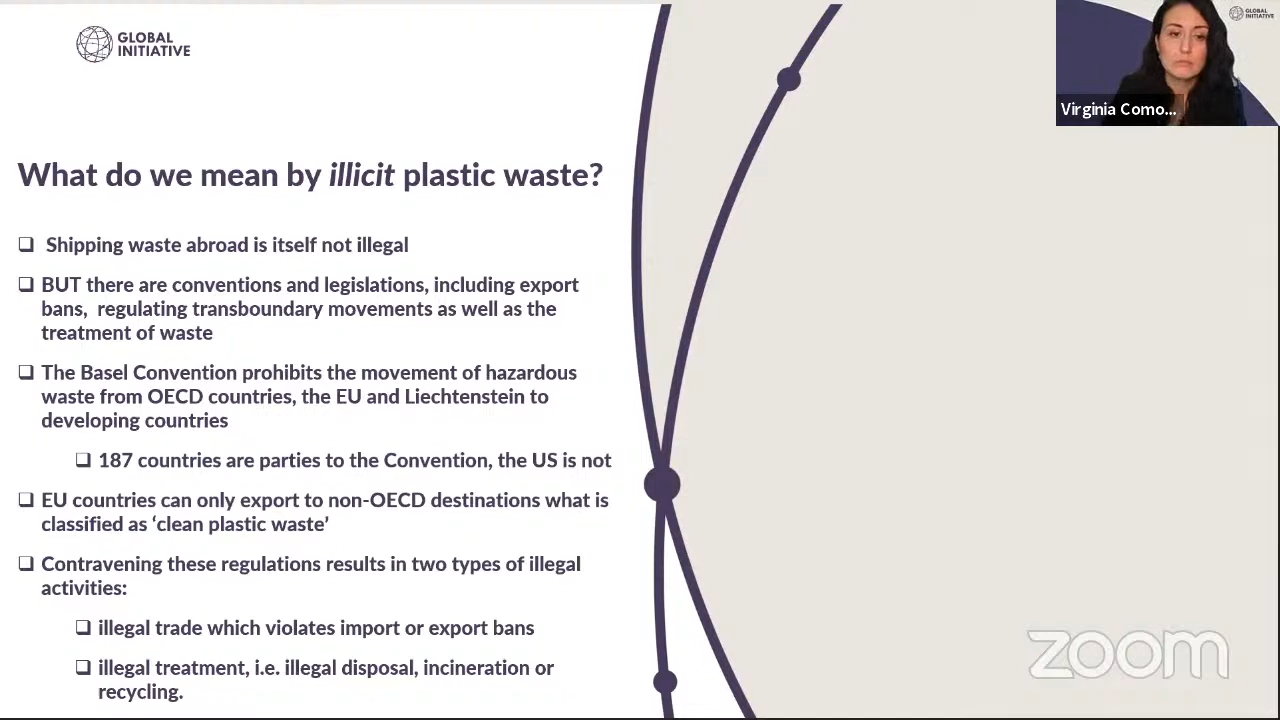 GLOBAL
INITIATIVE
GLOBAL
INITIATIVE
Virginia Como...
What do we mean by illicit plastic waste?
❑ Shipping waste abroad is itself not illegal
❑ BUT there are conventions and legislations, including export
bans, regulating transboundary movements as well as the
treatment of waste
❑ The Basel Convention prohibits the movement of hazardous
waste from OECD countries, the EU and Liechtenstein to
developing countries
❑ 187 countries are parties to the Convention, the US is not
❑ EU countries can only export to non-OECD destinations what is
classified as ‘clean plastic waste’
❑ Contravening these regulations results in two types of illegal
activities:
❑ illegal trade which violates import or export bans
❑ illegal treatment, i.e. illegal disposal, incineration or
recycling.
zoom